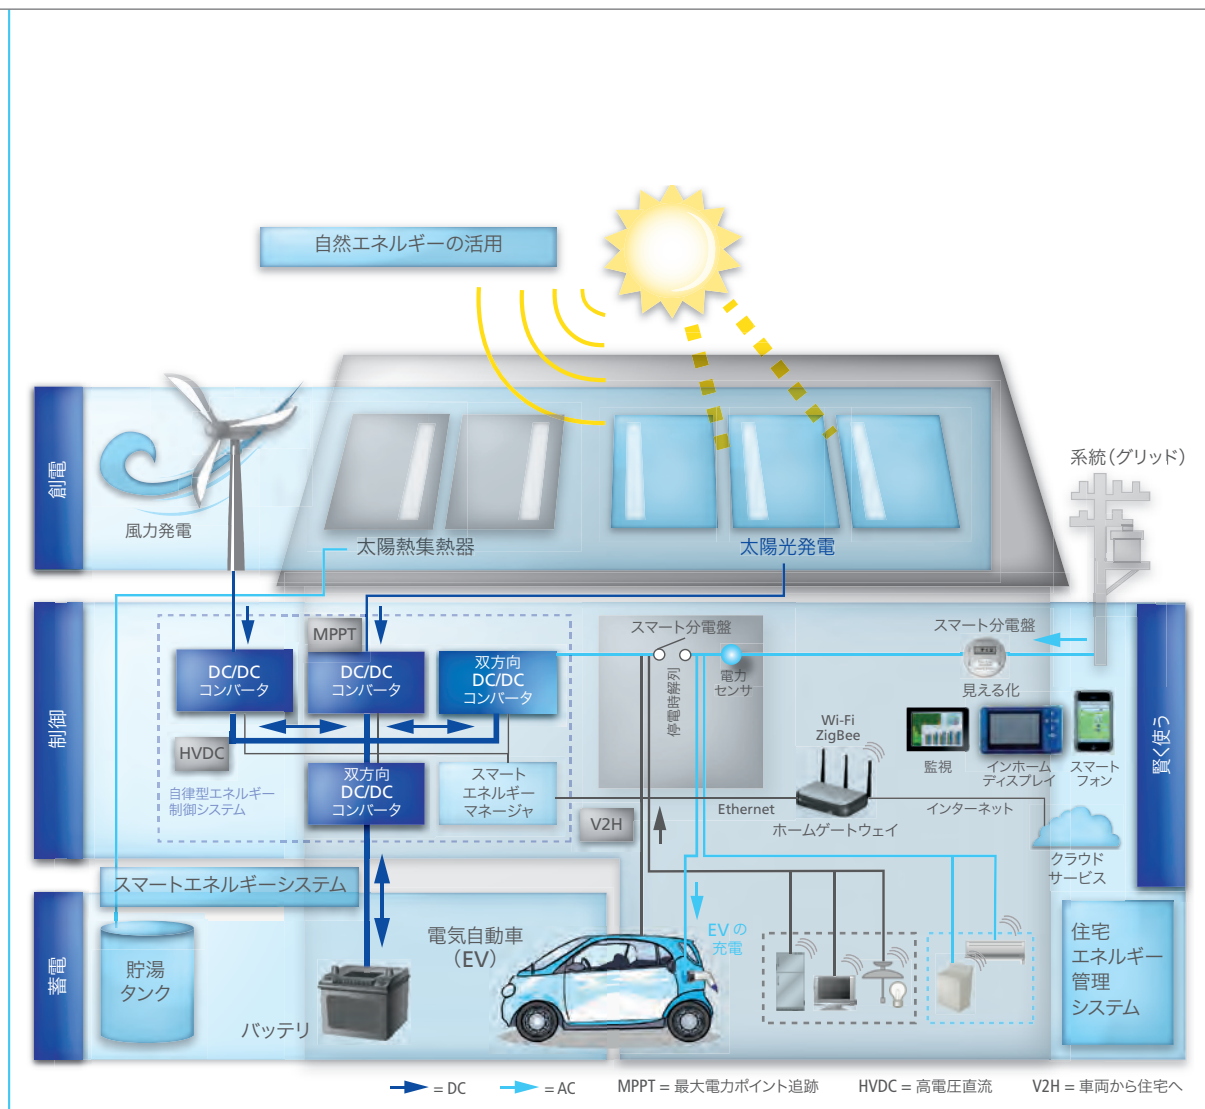 自然エネルギーの活用
創電
風力発電
太陽熱集熱器
太陽光発電
系統（グリッド）
制御
MPPT
DC/DC
コンバータ
DC/DC
コンバータ
双方向
DC/DC
コンバータ
HVDC
自律型エネルギー
制御システム
双方向
DC/DC
コンバータ
スマート
エネルギー
マネージャ
スマート分電盤
停電時解列
電力
センサ
スマート分電盤
見える化
Wi-Fi
ZigBee
監視
インホーム
ディスプレイ
スマート
フォン
賢く使う
V2H
Ethernet
ホームゲートウェイ
インターネット
クラウド
サービス
スマートエネルギーシステム
蓄電
貯湯
タンク
バッテリ
電気自動車
（EV）
EVの
充電
住宅
エネルギー
管理
システム
= DC
= AC
MPPT = 最大電力ポイント追跡
HVDC = 高電圧直流
V2H = 車両から住宅へ